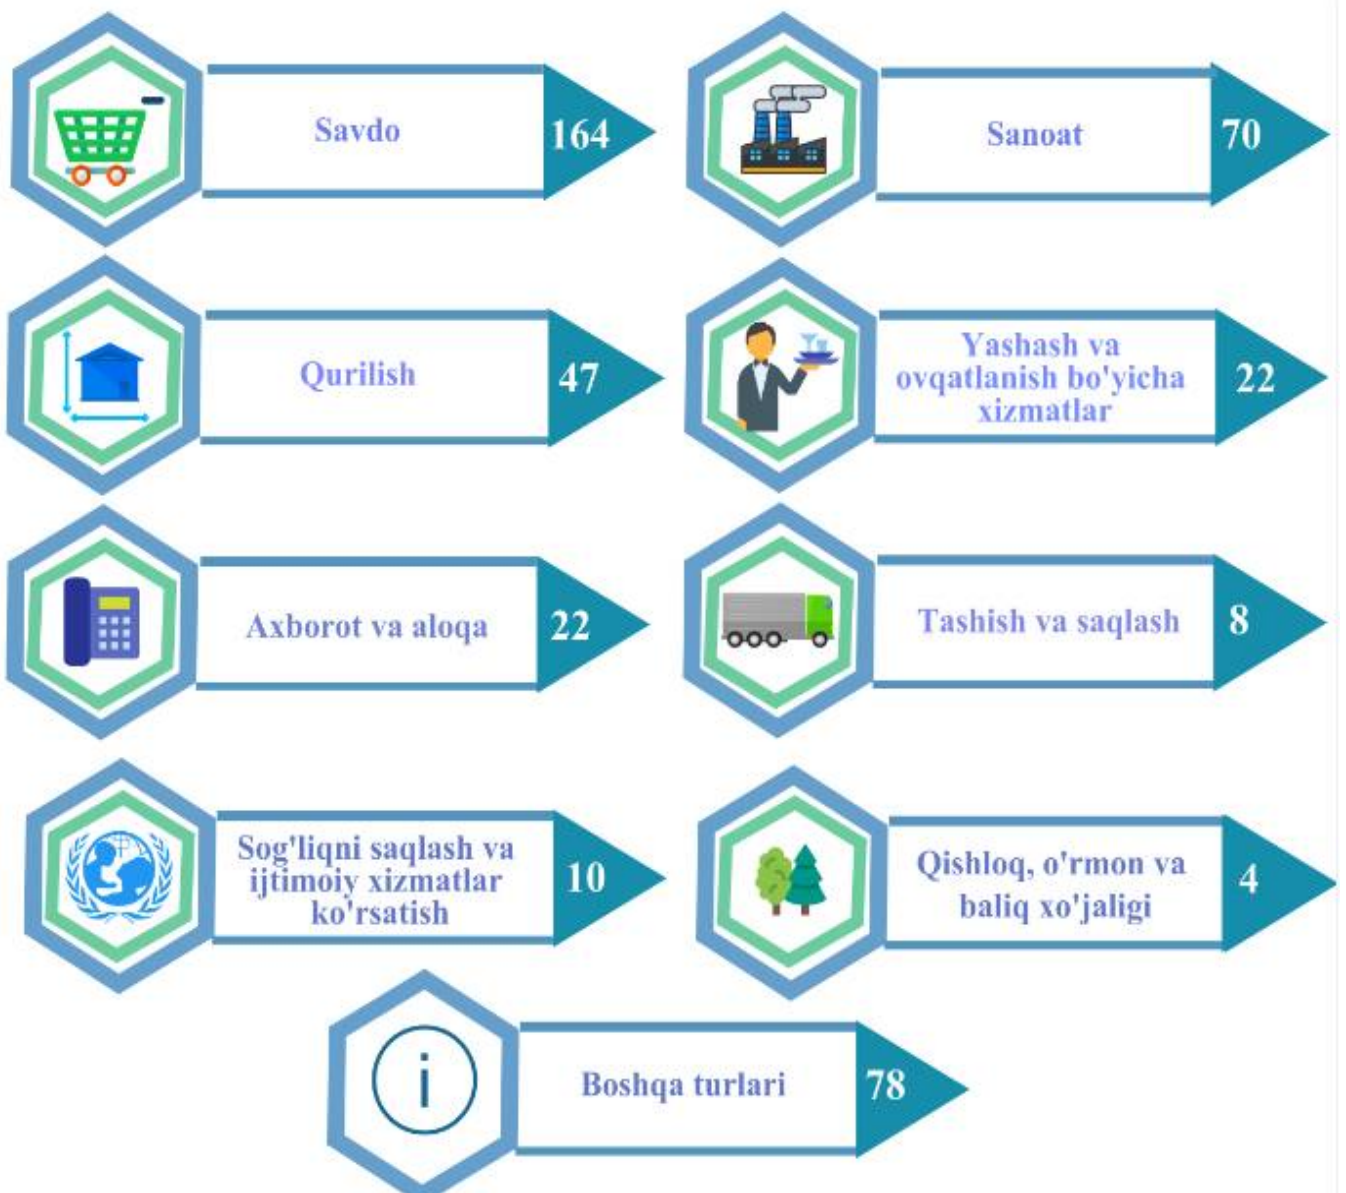 Savdo
164
Sanoat
70
Qurilish
47
Yashash va
ovqatlanish bo'yicha
xizmatlar
22
Axborot va aloqa
22
Tashish va saqlash
8
Sog'liqni saqlash va
ijtimoiy xizmatlar
ko'rsatish
10
Qishloq, o'rmon va
baliq xo'jaligi
4
i
Boshqa turlari
78